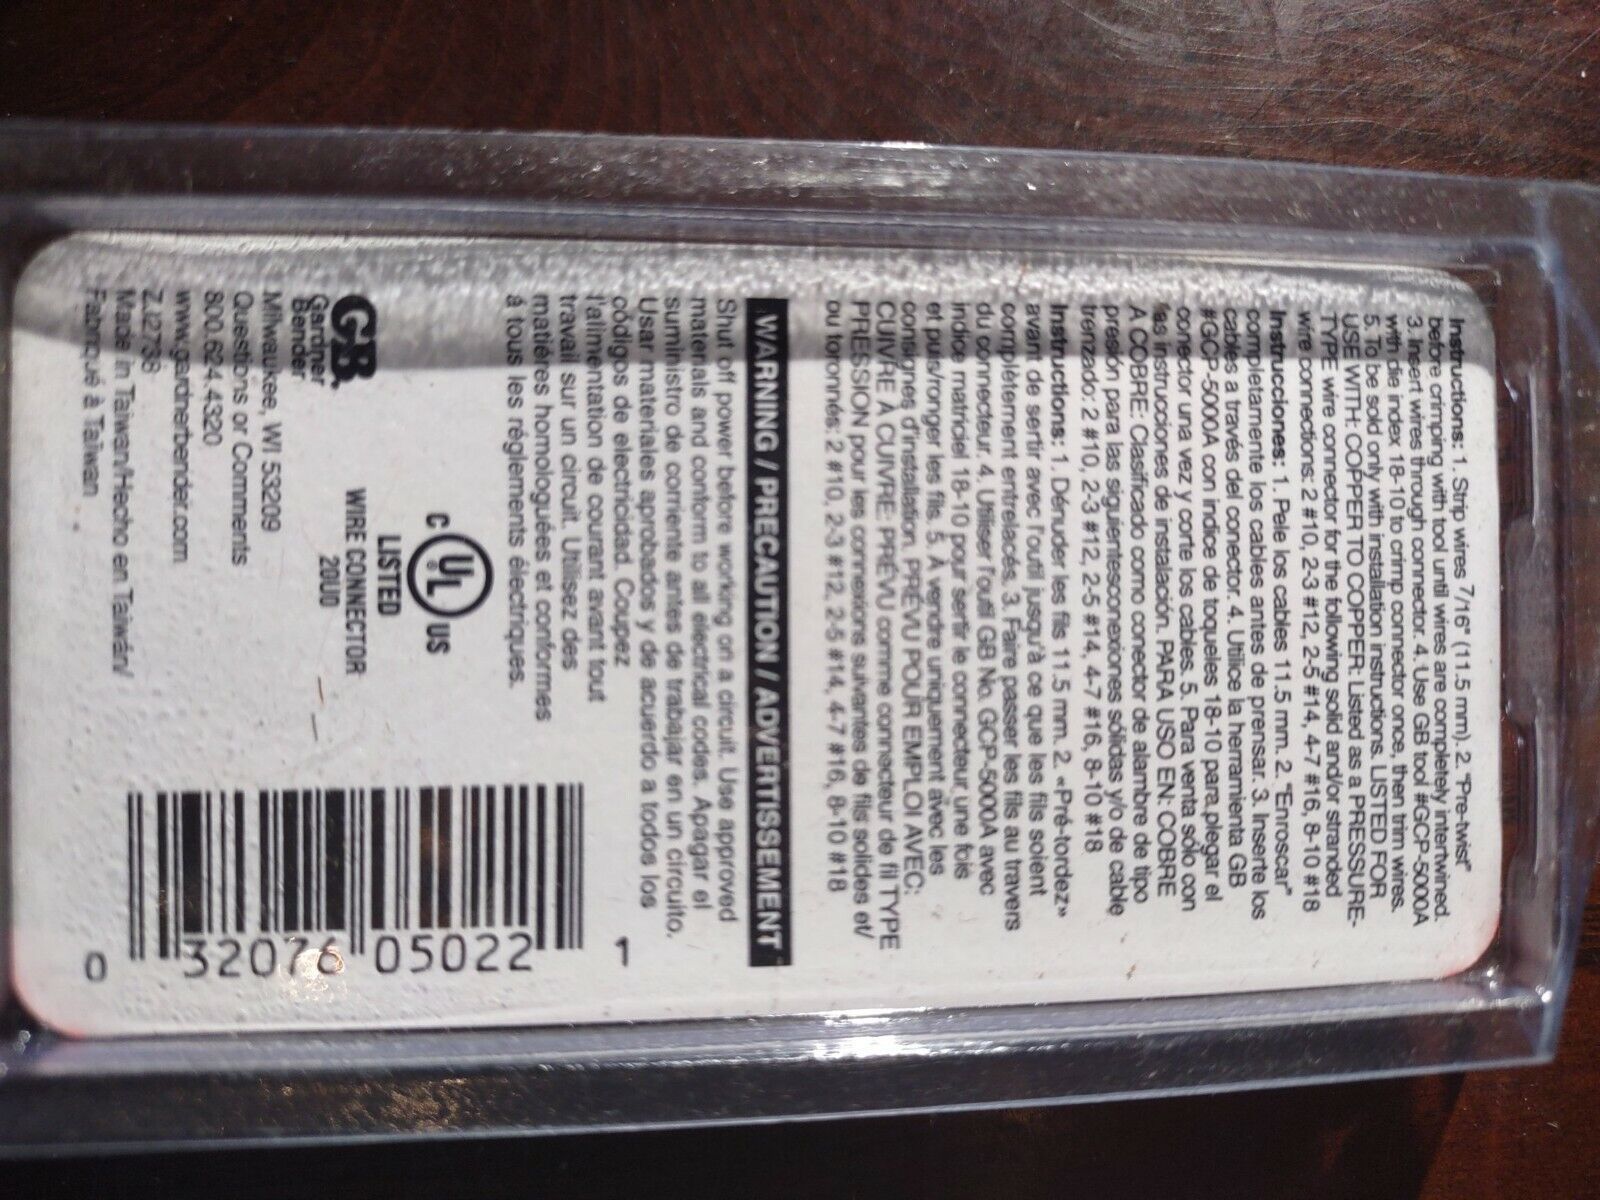 Instructions: 1. Strip wires 7/16" (11.5 mm). 2. "Pre-twist"
before crimping with tool until wires are completely intertwined.
3. Insert wires through connector. 4. Use GB tool #GCP-5000A
with die index 18-10 to crimp connector once, then trim wires.
5. To be sold only with installation instructions. LISTED FOR
USE WITH: COPPER TO COPPER: Listed as a PRESSURE-
TYPE wire connector for the following solid and/or stranded
wire connections: 2 #10, 2-3 #12, 2-5 #14, 4-7 #16, 8-10 #18
Instrucciones: 1. Pele los cables 11.5 mm. 2. "Enroscar"
completamente los cables antes de prensar. 3. Inserte los
cables a través del conector. 4. Utilice la herramienta GB
#GCP-5000A con indice de toqueles 18-10 para plegar el
conector una vez y corte los cables. 5. Para venta sólo con
las instrucciones de instalación. PARA USO EN: COBRE
A COBRE: Clasificado como conector de alambre de tipo
presión para las siguientesconexiones sólidas y/o de cable
trenzado: 2 #10, 2-3 #12, 2-5 #14, 4-7 #16, 8-10 #18
Instructions: 1. Dénuder les fils 11.5 mm. 2. «Pré-tordez»
avant de sertir avec l'outil jusqu'à ce que les fils soient
complètement entrelacés. 3. Faire passer les fils au travers
du connecteur. 4. Utiliser l'outil GB No. GCP-5000A avec
indice matriciel 18-10 pour sertir le connecteur une fois
et puis/ronger les fils. 5. À vendre uniquement avec les
consignes d'installation. PRÉVU POUR EMPLOI AVEC:
CUIVRE À CUIVRE: PRÉVU comme connecteur de fil TYPE
PRESSION pour les connexions suivantes de fils solides et/
ou toronnés: 2 #10, 2-3 #12, 2-5 #14, 4-7 #16, 8-10 #18
WARNING / PRECAUTION / ADVERTISSEMENT
Shut off power before working on a circuit. Use approved
materials and conform to all electrical codes. Apagar el
suministro de corriente antes de trabajar en un circuito.
Usar materiales aprobados y de acuerdo a todos los
códigos de electricidad. Coupez
l'alimentation de courant avant tout
travail sur un circuit. Utilisez des
matiéres homologuées et conformes
á tous les réglements électriques.
GB.
Gardner
Bender
Milwaukee, WI 53209
Questions or Comments
800.624.4320
www.gardnerbender.com
ZJ2738
Made in Taiwan/Hecho en Taiwán/
Fabriqué à Taïwan
C UL® US
LISTED
WIRE CONNECTOR
20U0
0 32076 05022 1